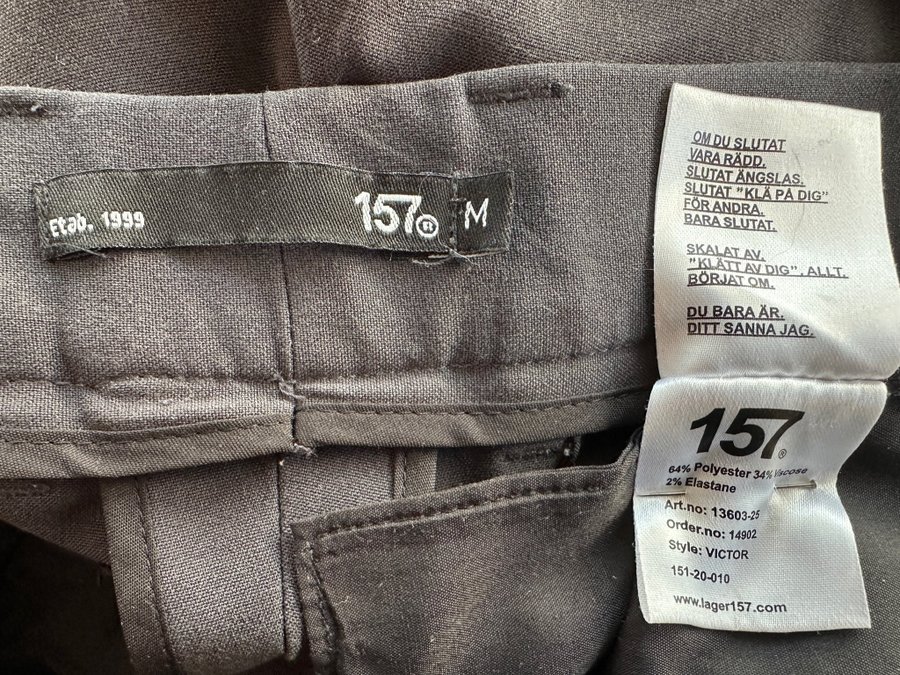 Etab. 1999
157® M
OM DU SLUTAT
VARA RÄDD.
SLUTAT ÄNGSLAS.
SLUTAT "KLÄ PÅ DIG"
FÖR ANDRA.
BARA SLUTAT.
SKALAT AV.
"KLÄTT AV DIG". ALLT.
BÖRJAT OM.
DU BARA ÄR.
DITT SANNA JAG.
157®
64% Polyester 34% Viscose
2% Elastane
Art.no: 13603-25
Order.no: 14902
Style: VICTOR
151-20-010
www.lager157.com